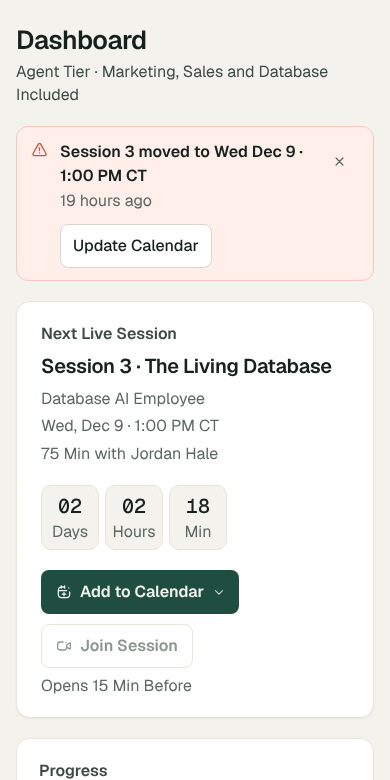 Dashboard
Agent Tier · Marketing, Sales and Database
Included
Session 3 moved to Wed Dec 9 ·
1:00 PM CT
19 hours ago
Update Calendar
Next Live Session
Session 3 · The Living Database
Database AI Employee
Wed, Dec 9 · 1:00 PM CT
75 Min with Jordan Hale
02 02 18
Days Hours Min
Add to Calendar
Join Session
Opens 15 Min Before
Progress